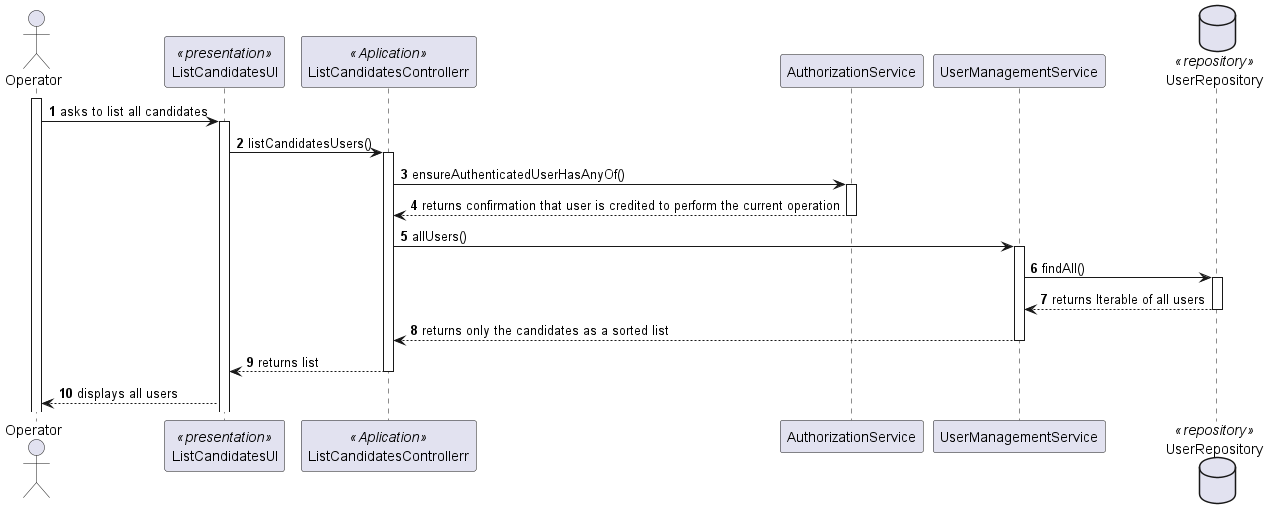 Operator
«presentation»
ListCandidatesUI
«Aplication»
ListCandidatesControllerr
AuthorizationService
UserManagementService
«repository»
UserRepository
1 asks to list all candidates
2 listCandidatesUsers()
3 ensureAuthenticatedUserHasAnyOf()
4 returns confirmation that user is credited to perform the current operation
5 allUsers()
6 findAll()
7 returns Iterable of all users
8 returns only the candidates as a sorted list
9 returns list
10 displays all users
Operator
«presentation»
ListCandidatesUI
«Aplication»
ListCandidatesControllerr
AuthorizationService
UserManagementService
«repository»
UserRepository